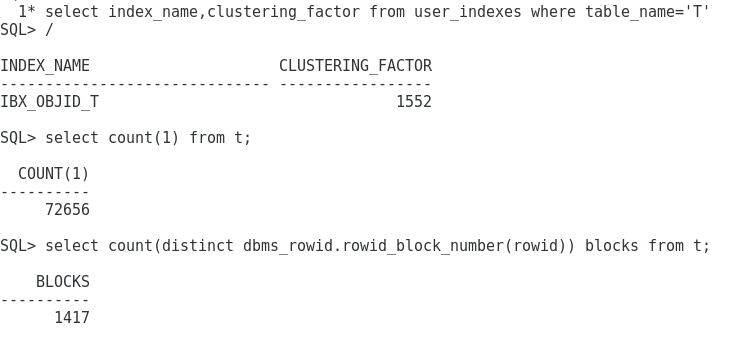 1* select index_name,clustering_factor from user_indexes where table_name='T'
SQL> /
INDEX_NAME                     CLUSTERING_FACTOR
------------------------------ -----------------
IBX_OBJID_T                                 1552
SQL> select count(1) from t;
  COUNT(1)
----------
     72656
SQL> select count(distinct dbms_rowid.rowid_block_number(rowid)) blocks from t;
    BLOCKS
----------
      1417